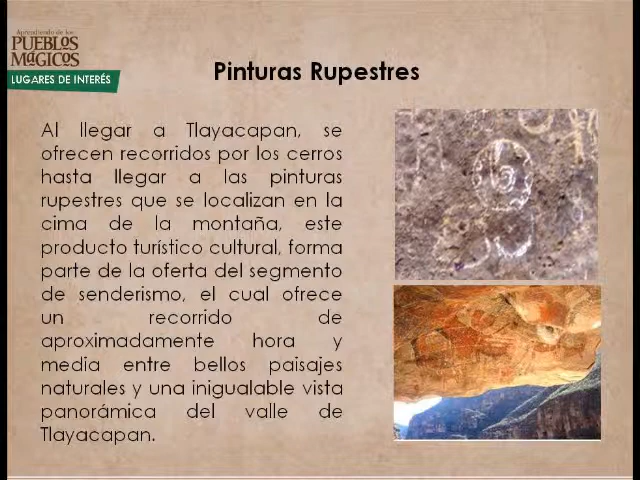 Aprendiendo de los
PUEBLOS
MÁGICOS
LUGARES DE INTERÉS
Pinturas Rupestres
Al llegar a Tlayacapan, se
ofrecen recorridos por los cerros
hasta llegar a las pinturas
rupestres que se localizan en la
cima de la montaña, este
producto turístico cultural, forma
parte de la oferta del segmento
de senderismo, el cual ofrece
un recorrido de
aproximadamente hora y
media entre bellos paisajes
naturales y una inigualable vista
panorámica del valle de
Tlayacapan.